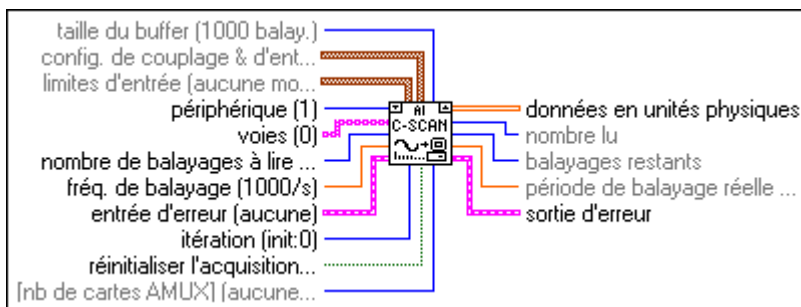 taille du buffer (1000 balay.)
config. de couplage & d'ent...
limites d'entrée (aucune mo...
périphérique (1)
voies (0)
nombre de balayages à lire ...
fréq. de balayage (1000/s)
entrée d'erreur (aucune)
itération (init:0)
réinitialiser l'acquisition...
[nb de cartes AMUX] (aucune...
AI
C-SCAN
données en unités physiques
nombre lu
balayages restants
période de balayage réelle ...
sortie d'erreur